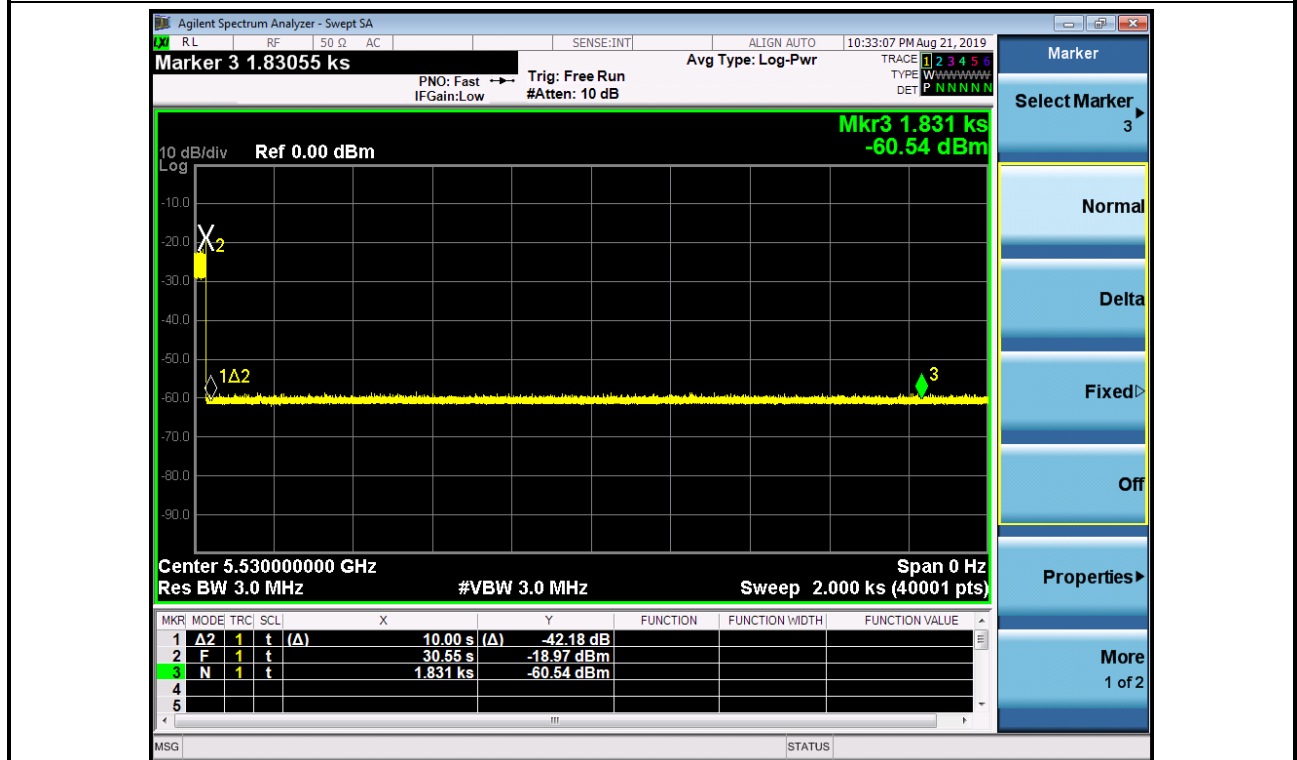 Agilent Spectrum Analyzer - Swept SA
LXI RL RF 50 Ω AC SENSE:INT ALIGN AUTO 10:33:07 PM Aug 21, 2019
Marker 3 1.83055 ks
PNO: Fast
IFGain:Low
Trig: Free Run
#Atten: 10 dB
Avg Type: Log-Pwr
TRACE 1 2 3 4 5 6
TYPE WWWWWW
DET P N N N N N
Mkr3 1.831 ks
-60.54 dBm
10 dB/div Ref 0.00 dBm
Log
-10.0
-20.0
-30.0
-40.0
-50.0
-60.0
-70.0
-80.0
-90.0
X2
1Δ2
3
Center 5.530000000 GHz Span 0 Hz
Res BW 3.0 MHz #VBW 3.0 MHz Sweep 2.000 ks (40001 pts)
MKR MODE TRC SCL X Y FUNCTION FUNCTION WIDTH FUNCTION VALUE
1 Δ2 1 t (Δ) 10.00 s (Δ) -42.18 dB
2 F 1 t 30.55 s -18.97 dBm
3 N 1 t 1.831 ks -60.54 dBm
4
5
MSG STATUS
Marker
Select Marker
3
Normal
Delta
Fixed
Off
Properties
More
1 of 2